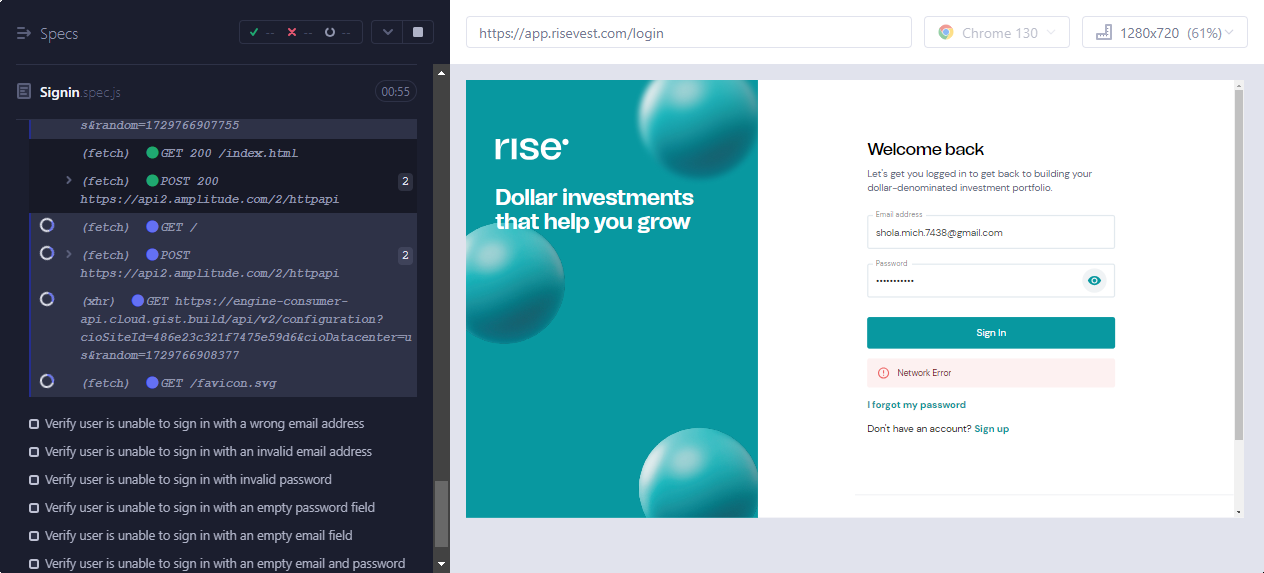 Specs
--
--
--
Signin.spec.js
00:55
s&random=1729766907755
(fetch) GET 200 /index.html
(fetch) POST 200
2
https://api2.amplitude.com/2/httpapi
(fetch) GET /
(fetch) POST
2
https://api2.amplitude.com/2/httpapi
(xhr) GET https://engine-consumer-
api.cloud.gist.build/api/v2/configuration?
cioSiteId=486e23c321f7475e59d6&cioDatacenter=u
s&random=1729766908377
(fetch) GET /favicon.svg
Verify user is unable to sign in with a wrong email address
Verify user is unable to sign in with an invalid email address
Verify user is unable to sign in with invalid password
Verify user is unable to sign in with an empty password field
Verify user is unable to sign in with an empty email field
Verify user is unable to sign in with an empty email and password
https://app.risevest.com/login
Chrome 130
1280x720 (61%)
rise
Dollar investments
that help you grow
Welcome back
Let's get you logged in to get back to building your
dollar-denominated investment portfolio.
Email address
shola.mich.7438@gmail.com
Password
•••••••••••
Sign In
Network Error
I forgot my password
Don't have an account? Sign up